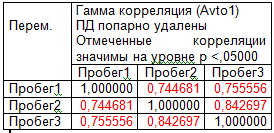 Перем.
Гамма корреляция (Avto1)
ПД попарно удалены
Отмеченные корреляции
значимы на уровне p <,05000
Пробег1 Пробег2 Пробег3
Пробег1 1,000000 0,744681 0,755556
Пробег2 0,744681 1,000000 0,842697
Пробег3 0,755556 0,842697 1,000000